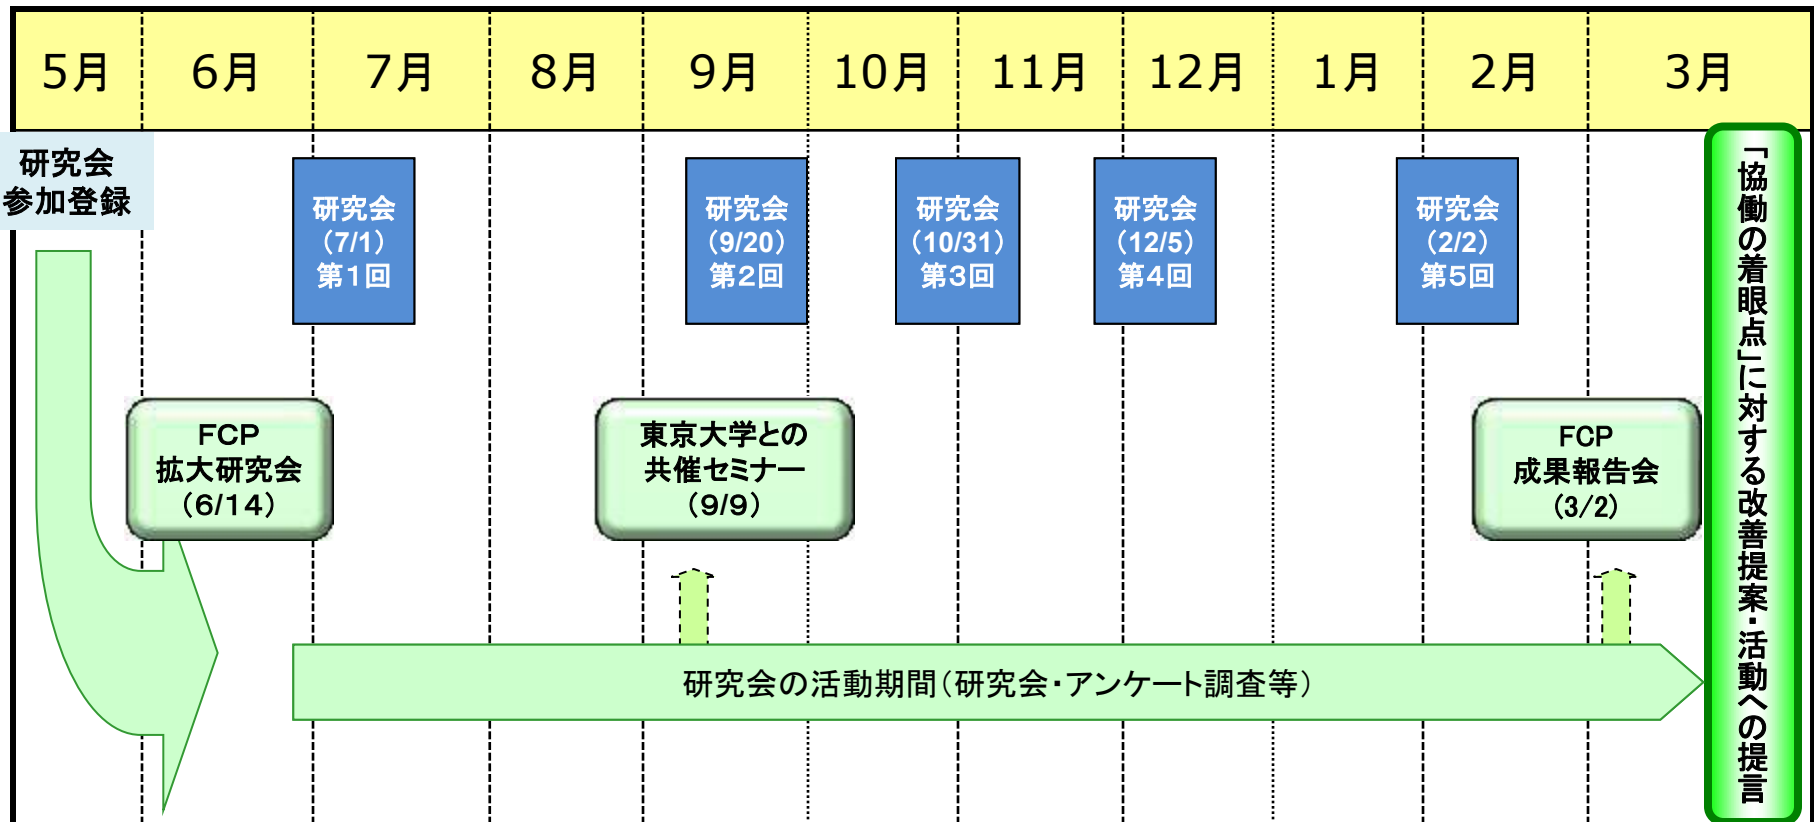 5月 6月 7月 8月 9月 10月 11月 12月 1月 2月 3月
研究会
参加登録
研究会
(7/1)
第1回
研究会
(9/20)
第2回
研究会
(10/31)
第3回
研究会
(12/5)
第4回
研究会
(2/2)
第5回
FCP
拡大研究会
(6/14)
東京大学との
共催セミナー
(9/9)
FCP
成果報告会
(3/2)
研究会の活動期間(研究会・アンケート調査等)
「協働の着眼点」に対する改善提案・活動への提言